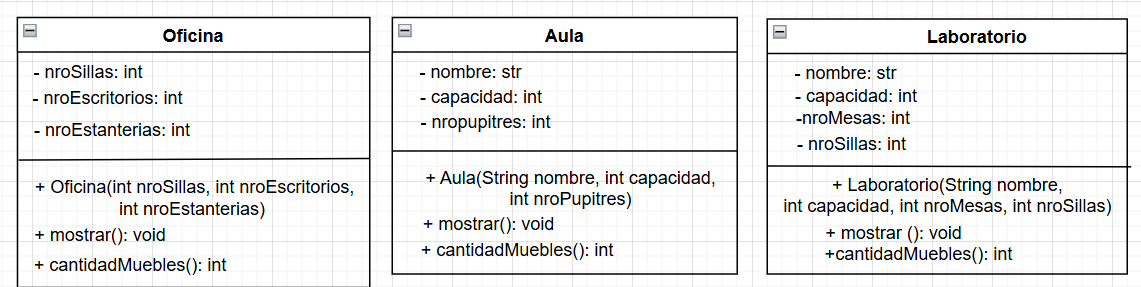 Oficina
- nroSillas: int
- nroEscritorios: int
- nroEstanterias: int
+ Oficina(int nroSillas, int nroEscritorios,
int nroEstanterias)
+ mostrar(): void
+ cantidadMuebles(): int
Aula
- nombre: str
- capacidad: int
- nropupitres: int
+ Aula(String nombre, int capacidad,
int nroPupitres)
+ mostrar(): void
+ cantidadMuebles(): int
Laboratorio
- nombre: str
- capacidad: int
-nroMesas: int
- nroSillas: int
+ Laboratorio(String nombre,
int capacidad, int nroMesas, int nroSillas)
+ mostrar (): void
+cantidadMuebles(): int